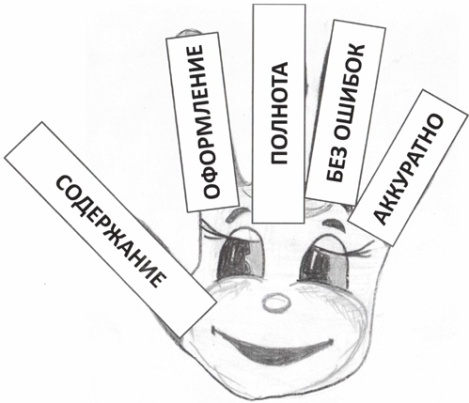 СОДЕРЖАНИЕ
ОФОРМЛЕНИЕ
ПОЛНОТА
БЕЗ ОШИБОК
АККУРАТНО